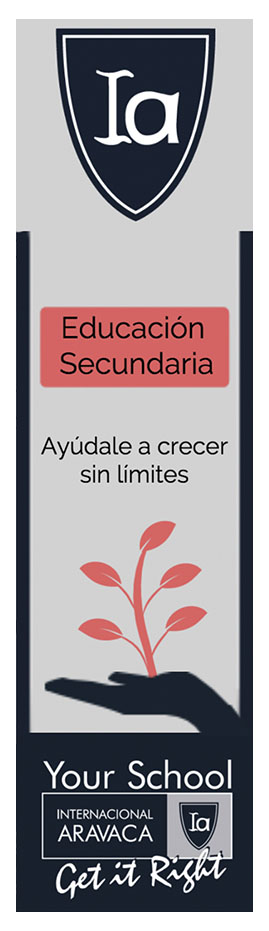 Ia
Educación
Secundaria
Ayúdale a crecer
sin límites
Your School
INTERNACIONAL
ARAVACA
Ia
Get it Right